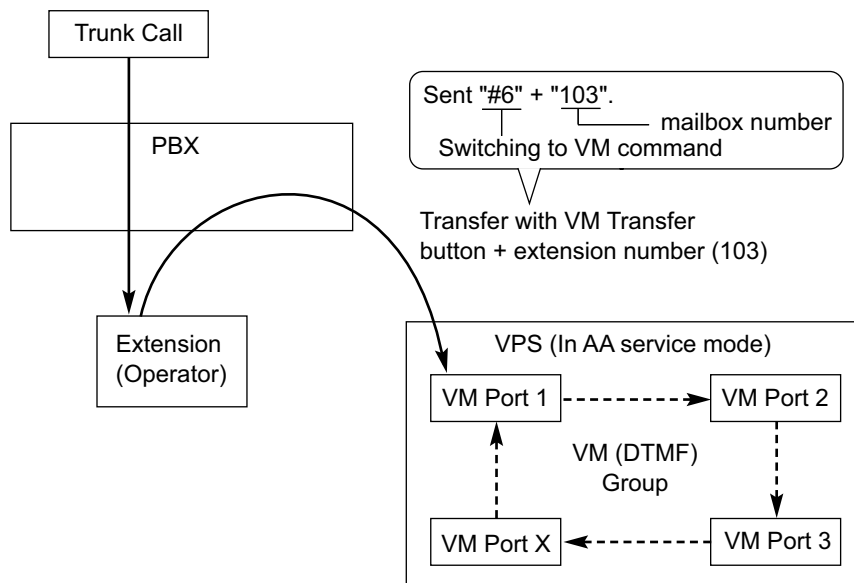 Trunk Call
PBX
Sent "#6" + "103".
mailbox number
Switching to VM command
Transfer with VM Transfer
button + extension number (103)
Extension
(Operator)
VPS (In AA service mode)
VM Port 1
VM Port 2
VM (DTMF)
Group
VM Port X
VM Port 3